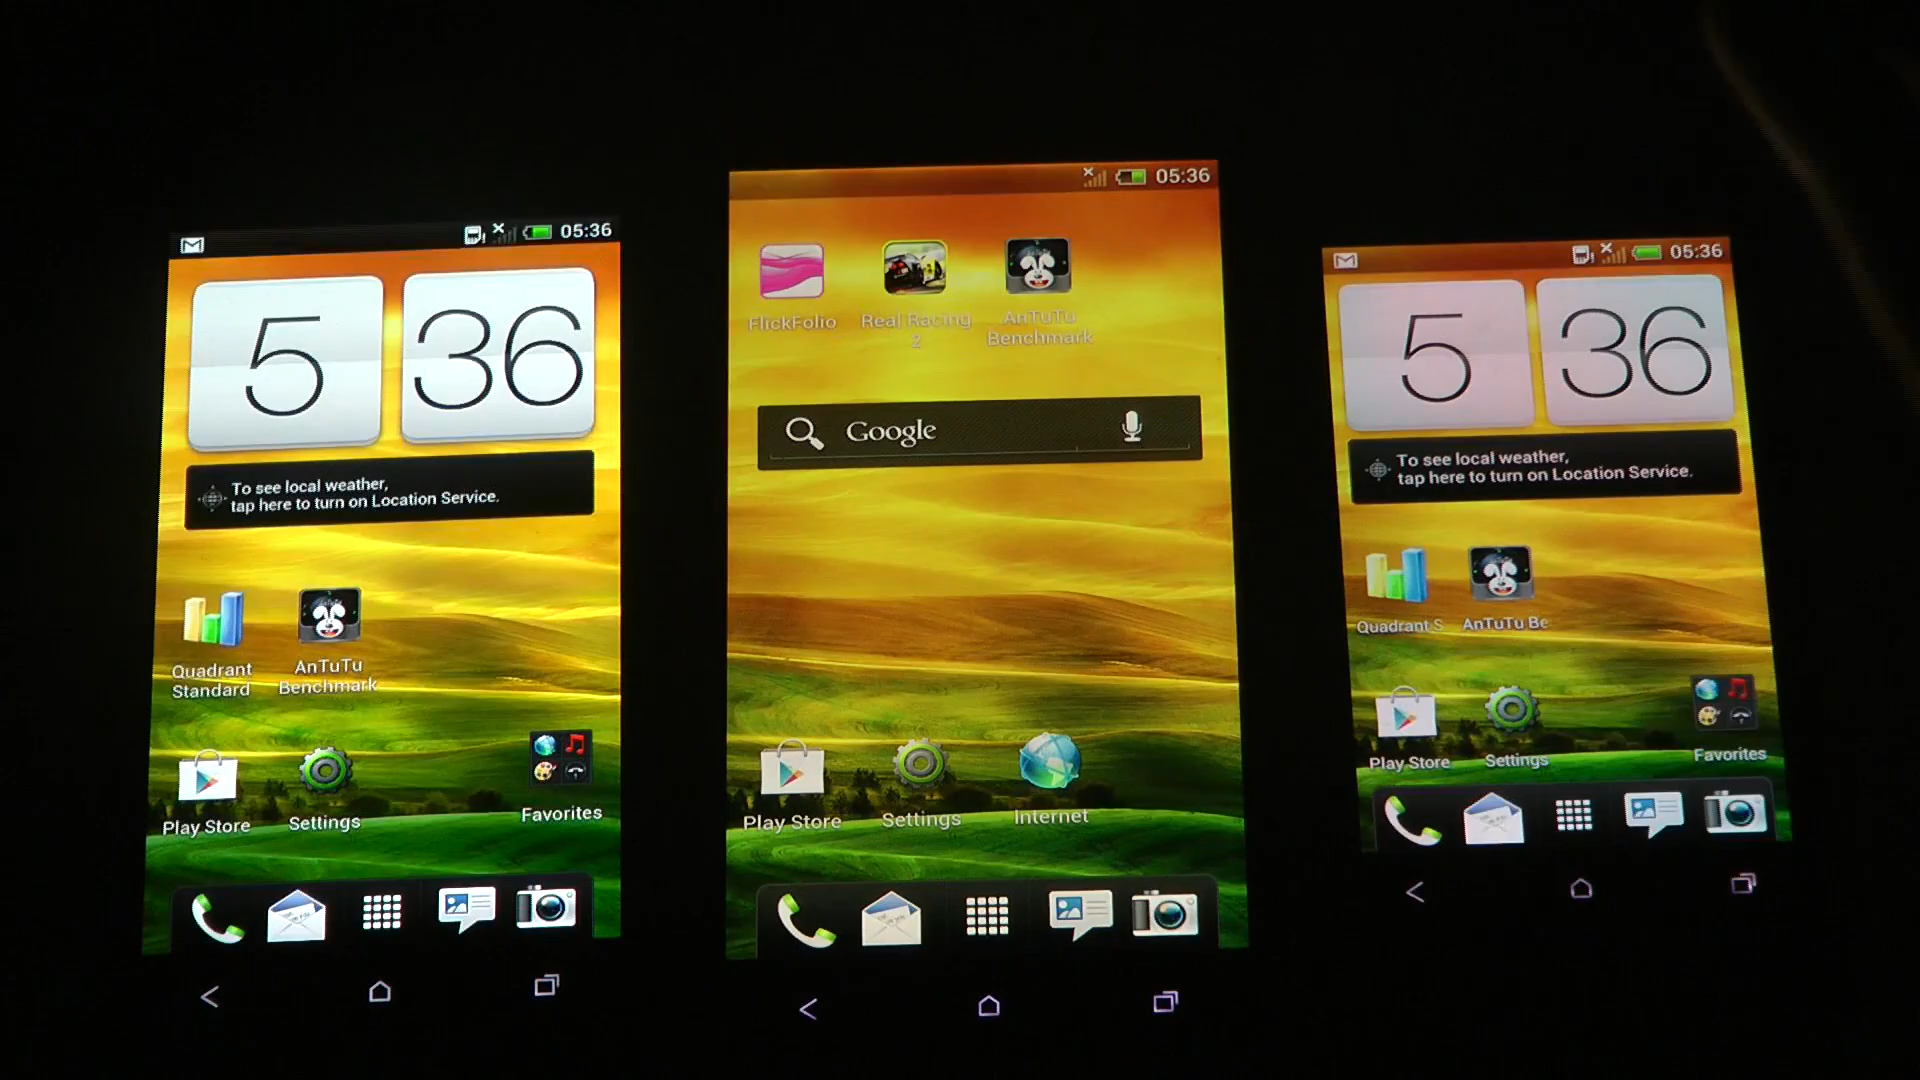 05:36
5 36
To see local weather,
tap here to turn on Location Service.
Quadrant
Standard
AnTuTu
Benchmark
Play Store
Settings
Favorites
05:36
FlickFolio
Real Racing
2
AnTuTu
Benchmark
Google
Play Store
Settings
Internet
05:36
5 36
To see local weather,
tap here to turn on Location Service.
Quadrant S
AnTuTu Be
Play Store
Settings
Favorites